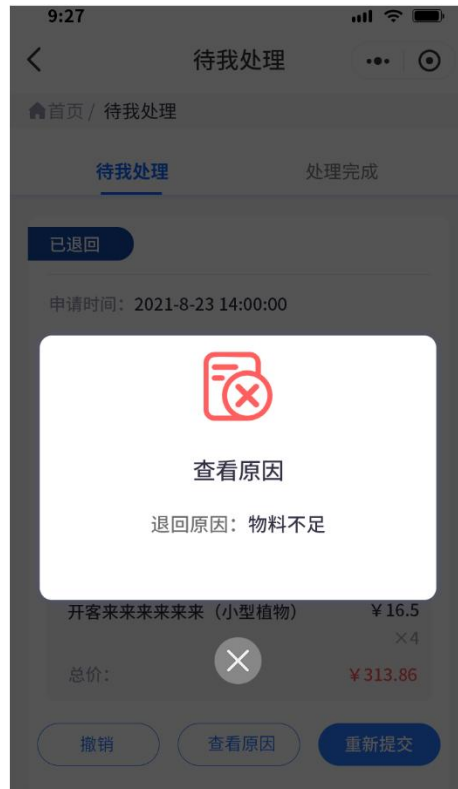 9:27
待我处理
首页 / 待我处理
待我处理 处理完成
已退回
申请时间：2021-8-23 14:00:00
查看原因
退回原因：物料不足
开客来来来来来来（小型植物） ￥16.5
×4
总价： ￥313.86
撤销 查看原因 重新提交